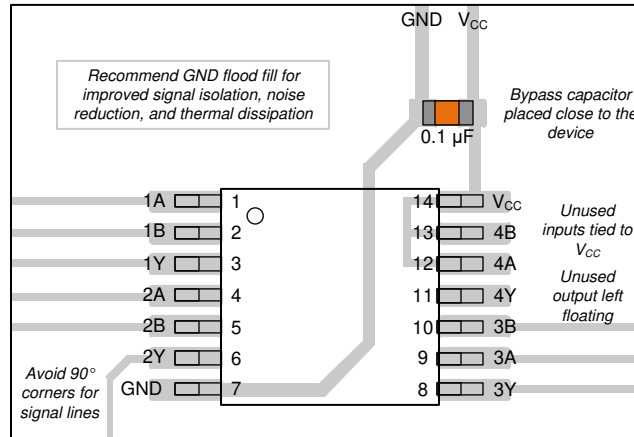 GND V_CC
Recommend GND flood fill for
improved signal isolation, noise
reduction, and thermal dissipation
Bypass capacitor
placed close to the
device
0.1 µF
1A 1 14 V_CC
1B 2 13 4B
1Y 3 12 4A
2A 4 11 4Y
2B 5 10 3B
2Y 6 9 3A
GND 7 8 3Y
Unused
inputs tied to
V_CC
Unused
output left
floating
Avoid 90°
corners for
signal lines